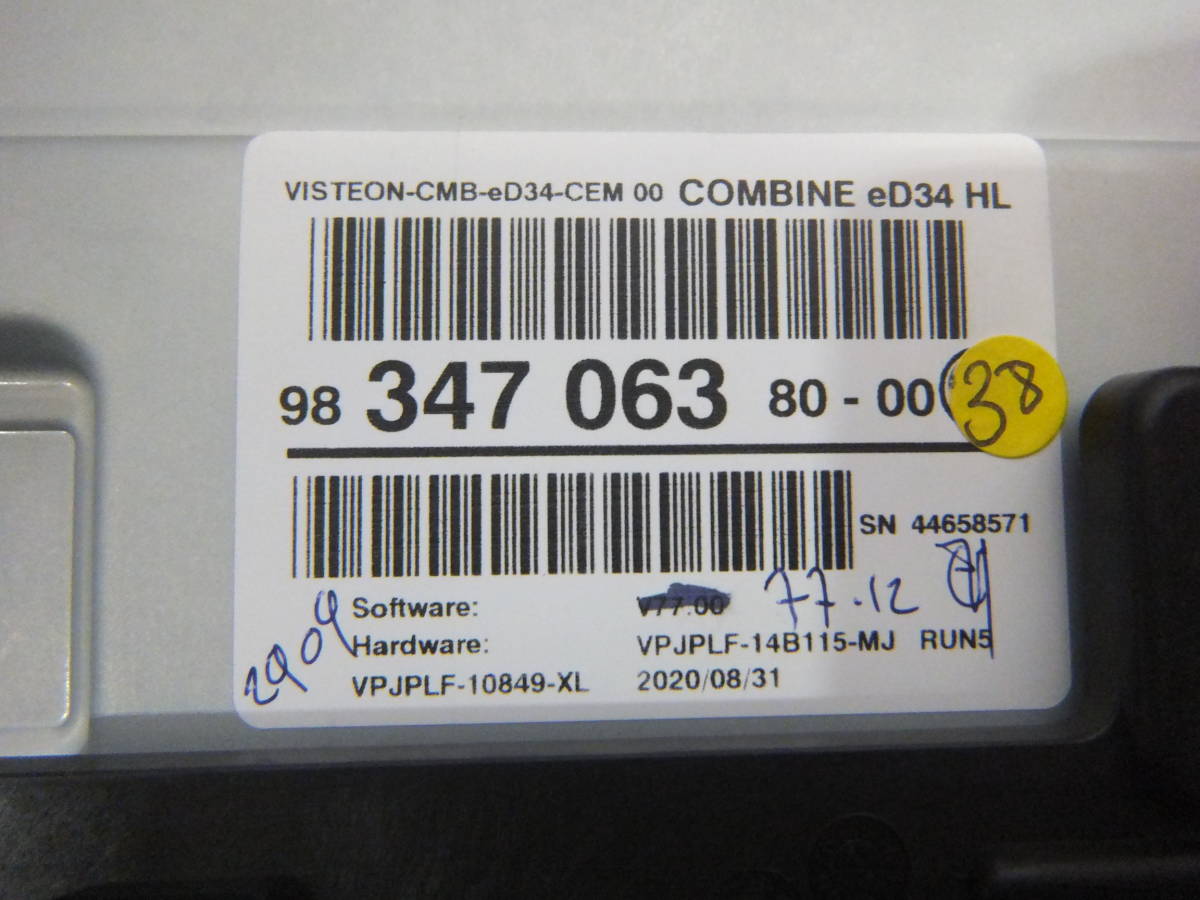 VISTEON-CMB-eD34-CEM 00 COMBINE eD34 HL
98 347 063 80 - 00
38
SN 44658571
Software: V77.00 77.12
Hardware: VPJPLF-14B115-MJ RUN5
VPJPLF-10849-XL 2020/08/31
2904